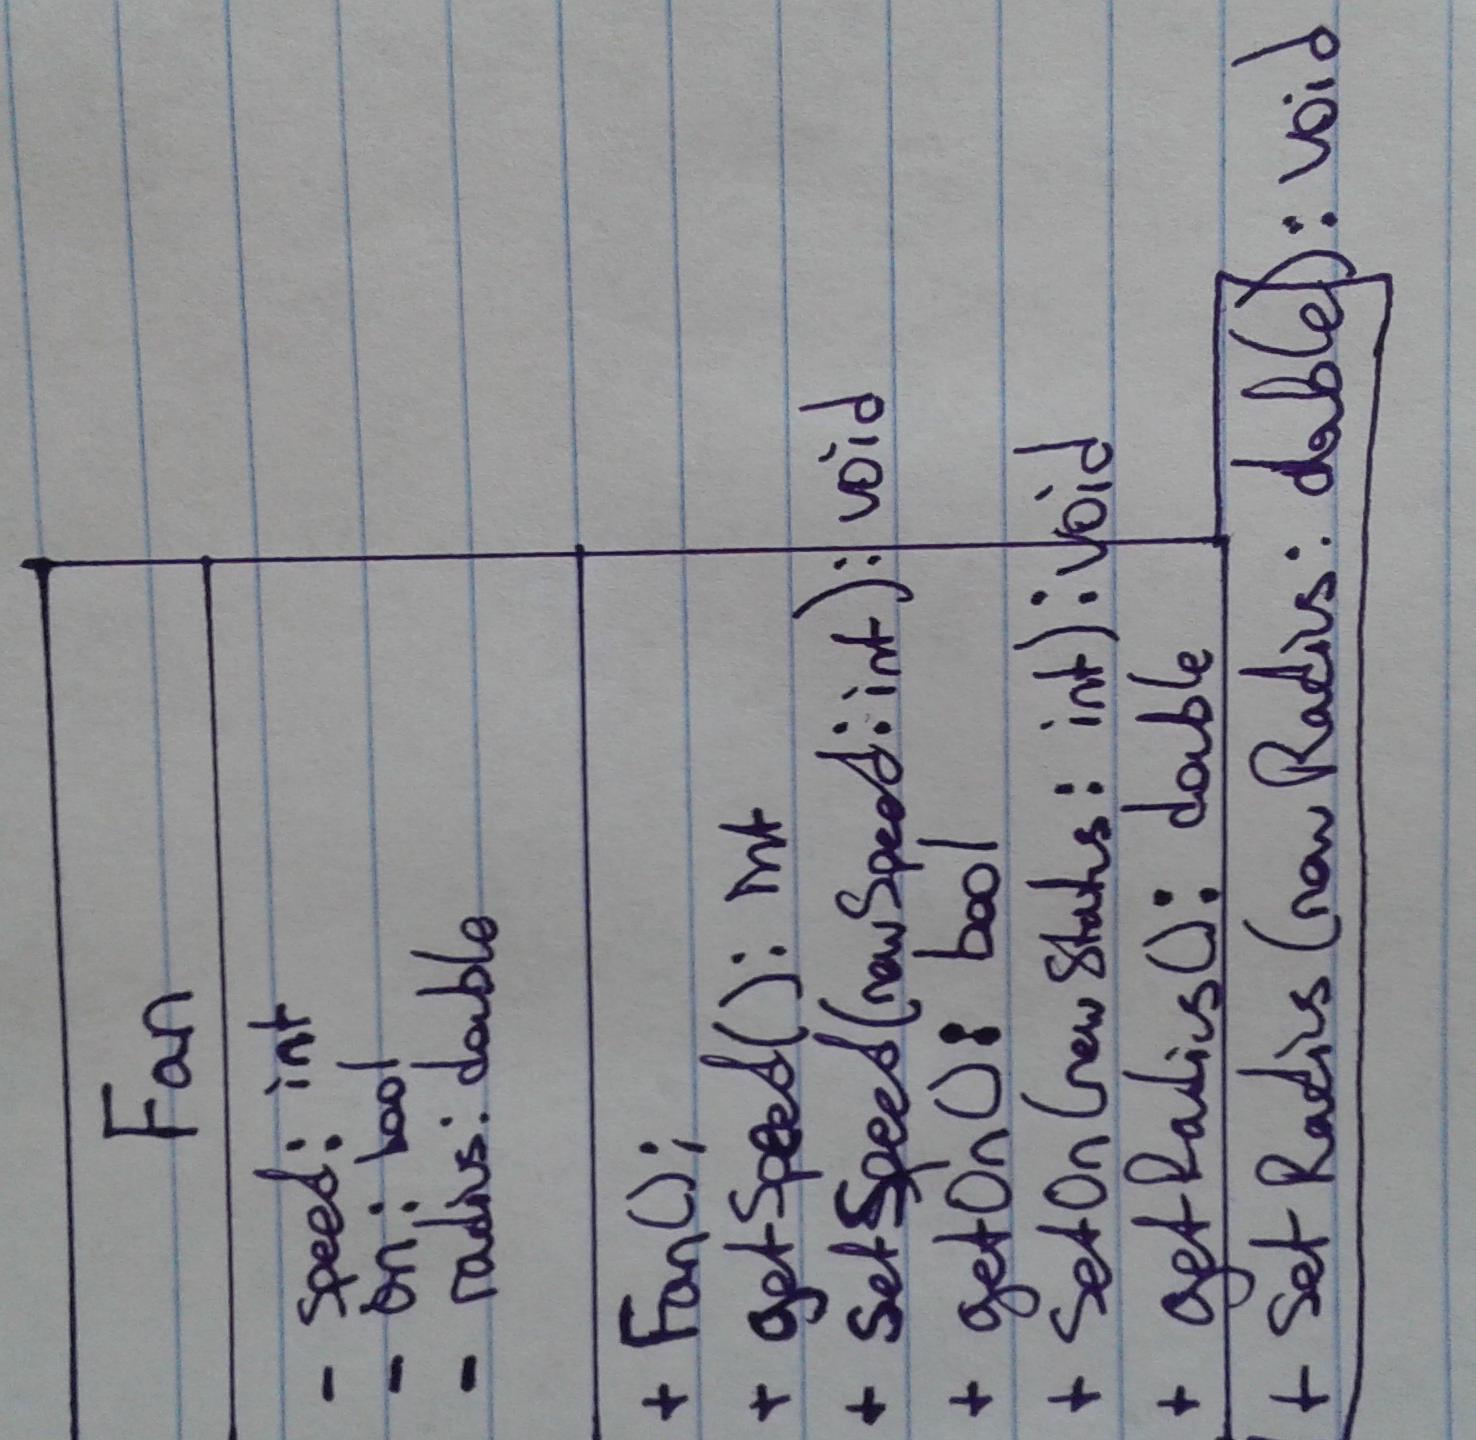 Fan
- speed: int
- on: bool
- radius: double
+ Fan();
+ getSpeed(): int
+ setSpeed(newSpeed: int): void
+ getOn(): bool
+ setOn(newStatus: int): void
+ getRadius(): double
+ setRadius(newRadius: double): void